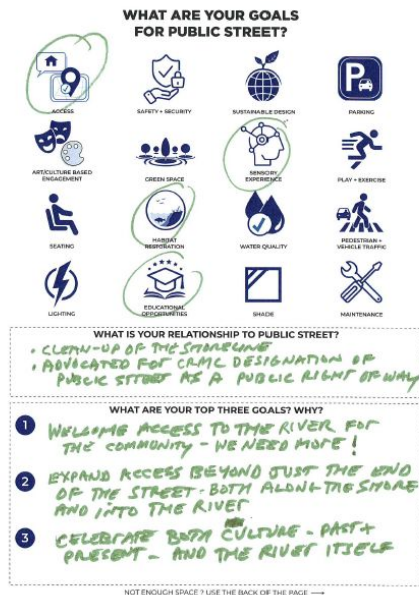 WHAT ARE YOUR GOALS
FOR PUBLIC STREET?
ACCESS
SAFETY + SECURITY
SUSTAINABLE DESIGN
PARKING
ART/CULTURE BASED
ENGAGEMENT
GREEN SPACE
SENSORY
EXPERIENCE
PLAY + EXERCISE
SEATING
HABITAT
RESTORATION
WATER QUALITY
PEDESTRIAN +
VEHICLE TRAFFIC
LIGHTING
EDUCATIONAL
OPPORTUNITIES
SHADE
MAINTENANCE
WHAT IS YOUR RELATIONSHIP TO PUBLIC STREET?
• CLEAN-UP OF THE SHORELINE
• ADVOCATED FOR CRMC DESIGNATION OF
PUBLIC STREET AS A PUBLIC RIGHT OF WAY
WHAT ARE YOUR TOP THREE GOALS? WHY?
1 WELCOME ACCESS TO THE RIVER FOR
THE COMMUNITY - WE NEED MORE!
2 EXPAND ACCESS BEYOND JUST THE END
OF THE STREET - BOTH ALONG THE SHORE
AND INTO THE RIVER
3 CELEBRATE BOTH CULTURE - PAST +
PRESENT - AND THE RIVER ITSELF
NOT ENOUGH SPACE? USE THE BACK OF THE PAGE →